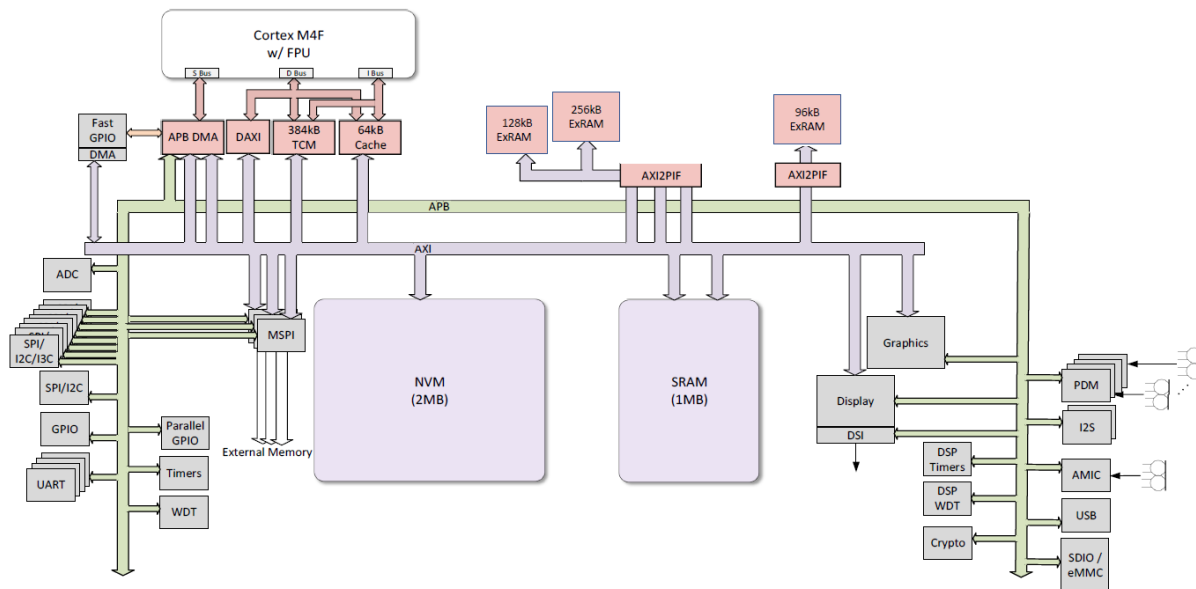 Cortex M4F
w/ FPU
S Bus
D Bus
I Bus
Fast
GPIO
DMA
APB DMA
DAXI
384kB
TCM
64kB
Cache
128kB
ExRAM
256kB
ExRAM
96kB
ExRAM
AXI2PIF
AXI2PIF
APB
AXI
ADC
SPI/
I2C/I3C
MSPI
SPI/I2C
GPIO
Parallel
GPIO
UART
Timers
WDT
External Memory
NVM
(2MB)
SRAM
(1MB)
Graphics
Display
DSI
DSP
Timers
DSP
WDT
Crypto
PDM
I2S
AMIC
USB
SDIO /
eMMC